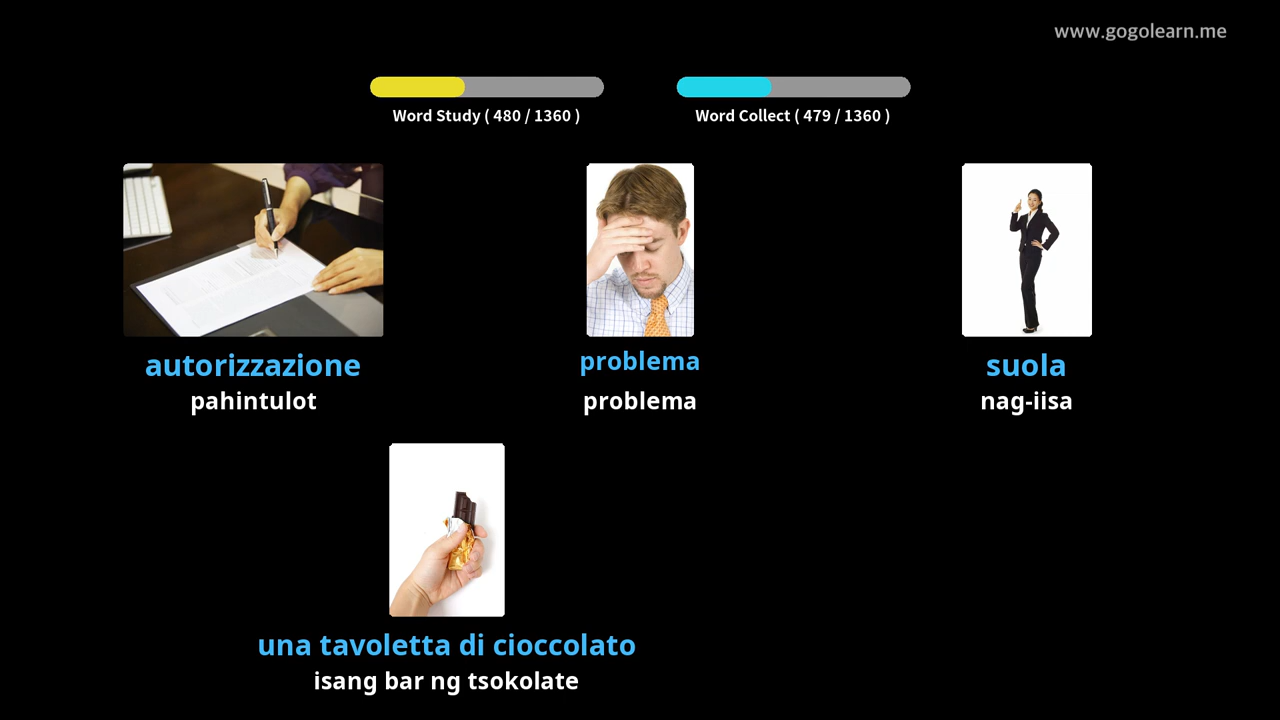 www.gogolearn.me
Word Study ( 480 / 1360 )
Word Collect ( 479 / 1360 )
autorizzazione
pahintulot
problema
problema
suola
nag-iisa
una tavoletta di cioccolato
isang bar ng tsokolate